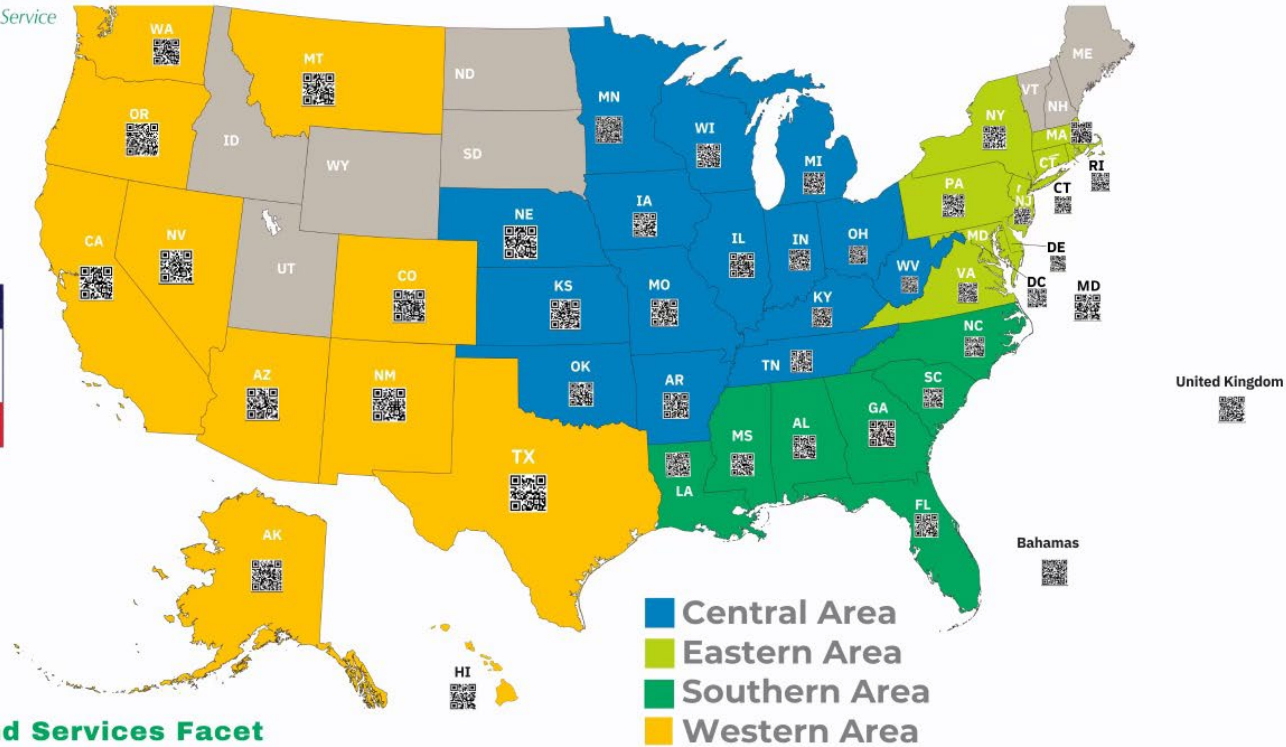 Service
WA
MT
ND
MN
ME
VT
NH
OR
ID
WY
SD
WI
MI
NY
MA
CT
RI
CT
PA
NJ
NE
IA
IL
IN
OH
WV
MD
DE
VA
DC
MD
CA
NV
UT
CO
KS
MO
KY
NC
AZ
NM
OK
AR
TN
SC
TX
MS
AL
GA
LA
FL
United Kingdom
Bahamas
AK
HI
Central Area
Eastern Area
Southern Area
Western Area
d Services Facet